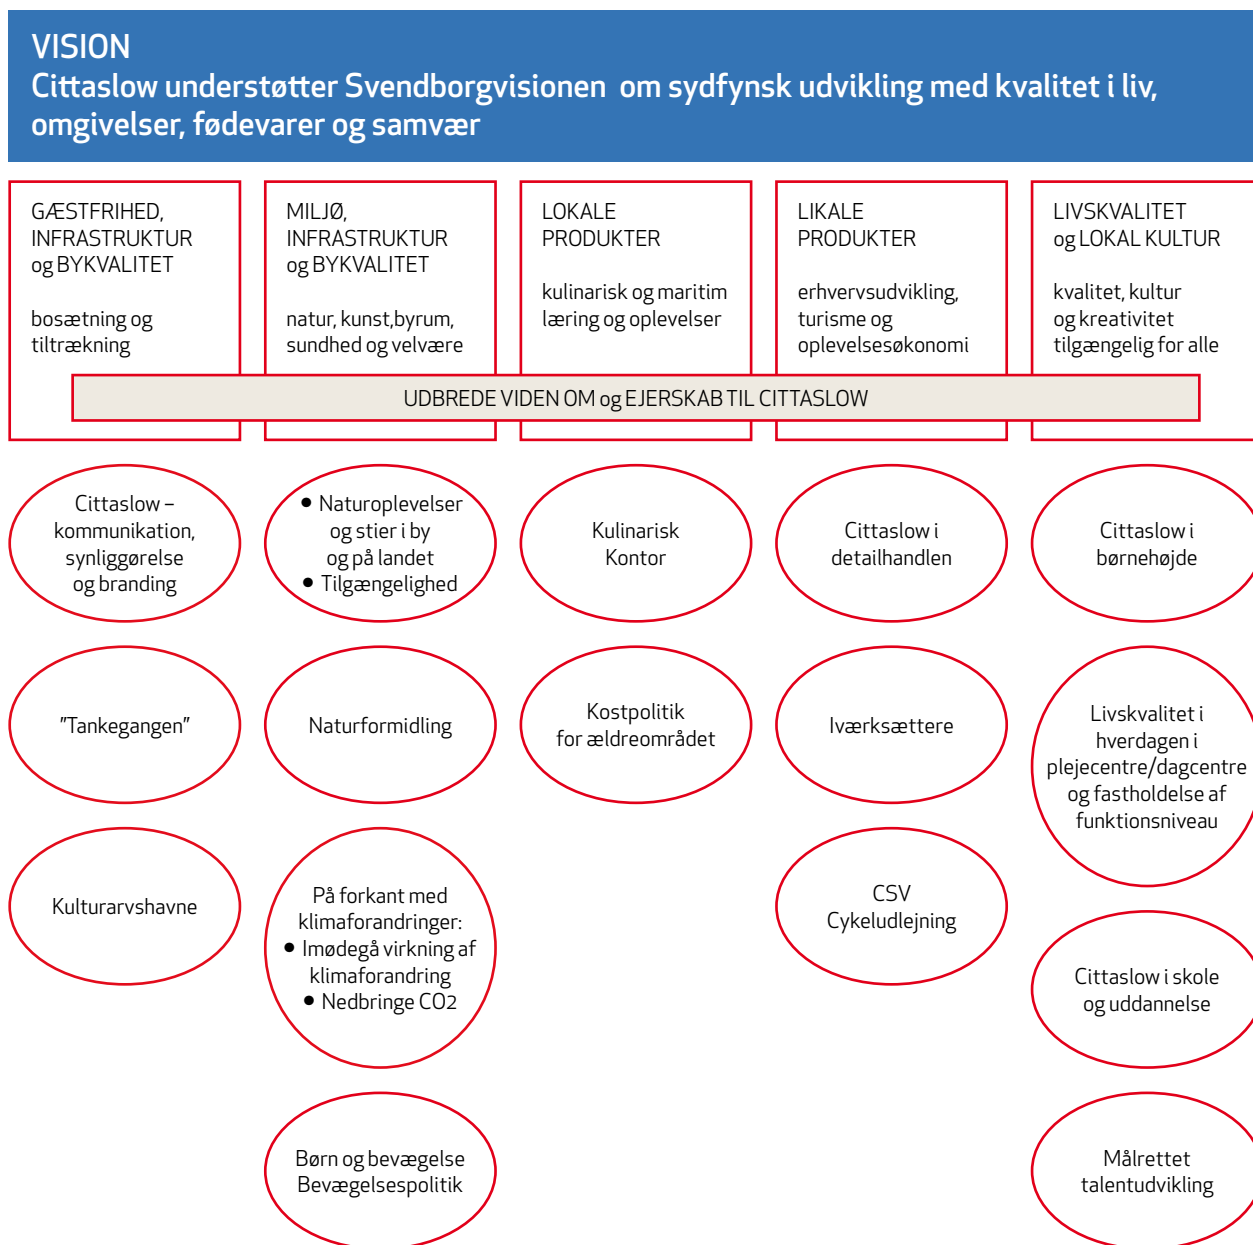 VISION
Cittaslow understøtter Svendborgvisionen om sydfynsk udvikling med kvalitet i liv,
omgivelser, fødevarer og samvær
GÆSTFRIHED,
INFRASTRUKTUR
og BYKVALITET
bosætning og
tiltrækning
MILJØ,
INFRASTRUKTUR
og BYKVALITET
natur, kunst,byrum,
sundhed og velvære
LOKALE
PRODUKTER
kulinarisk og maritim
læring og oplevelser
LIKALE
PRODUKTER
erhvervsudvikling,
turisme og
oplevelsesøkonomi
LIVSKVALITET
og LOKAL KULTUR
kvalitet, kultur
og kreativitet
tilgængelig for alle
UDBREDE VIDEN OM og EJERSKAB TIL CITTASLOW
Cittaslow –
kommunikation,
synliggørelse
og branding
• Naturoplevelser
og stier i by
og på landet
• Tilgængelighed
Kulinarisk
Kontor
Cittaslow i
detailhandlen
Cittaslow i
børnehøjde
"Tankegangen"
Naturformidling
Kostpolitik
for ældreområdet
Iværksættere
Livskvalitet i
hverdagen i
plejecentre/dagcentre
og fastholdelse af
funktionsniveau
Kulturarvshavne
På forkant med
klimaforandringer:
• Imødegå virkning af
klimaforandring
• Nedbringe CO2
CSV
Cykeludlejning
Cittaslow i skole
og uddannelse
Børn og bevægelse
Bevægelsespolitik
Målrettet
talentudvikling